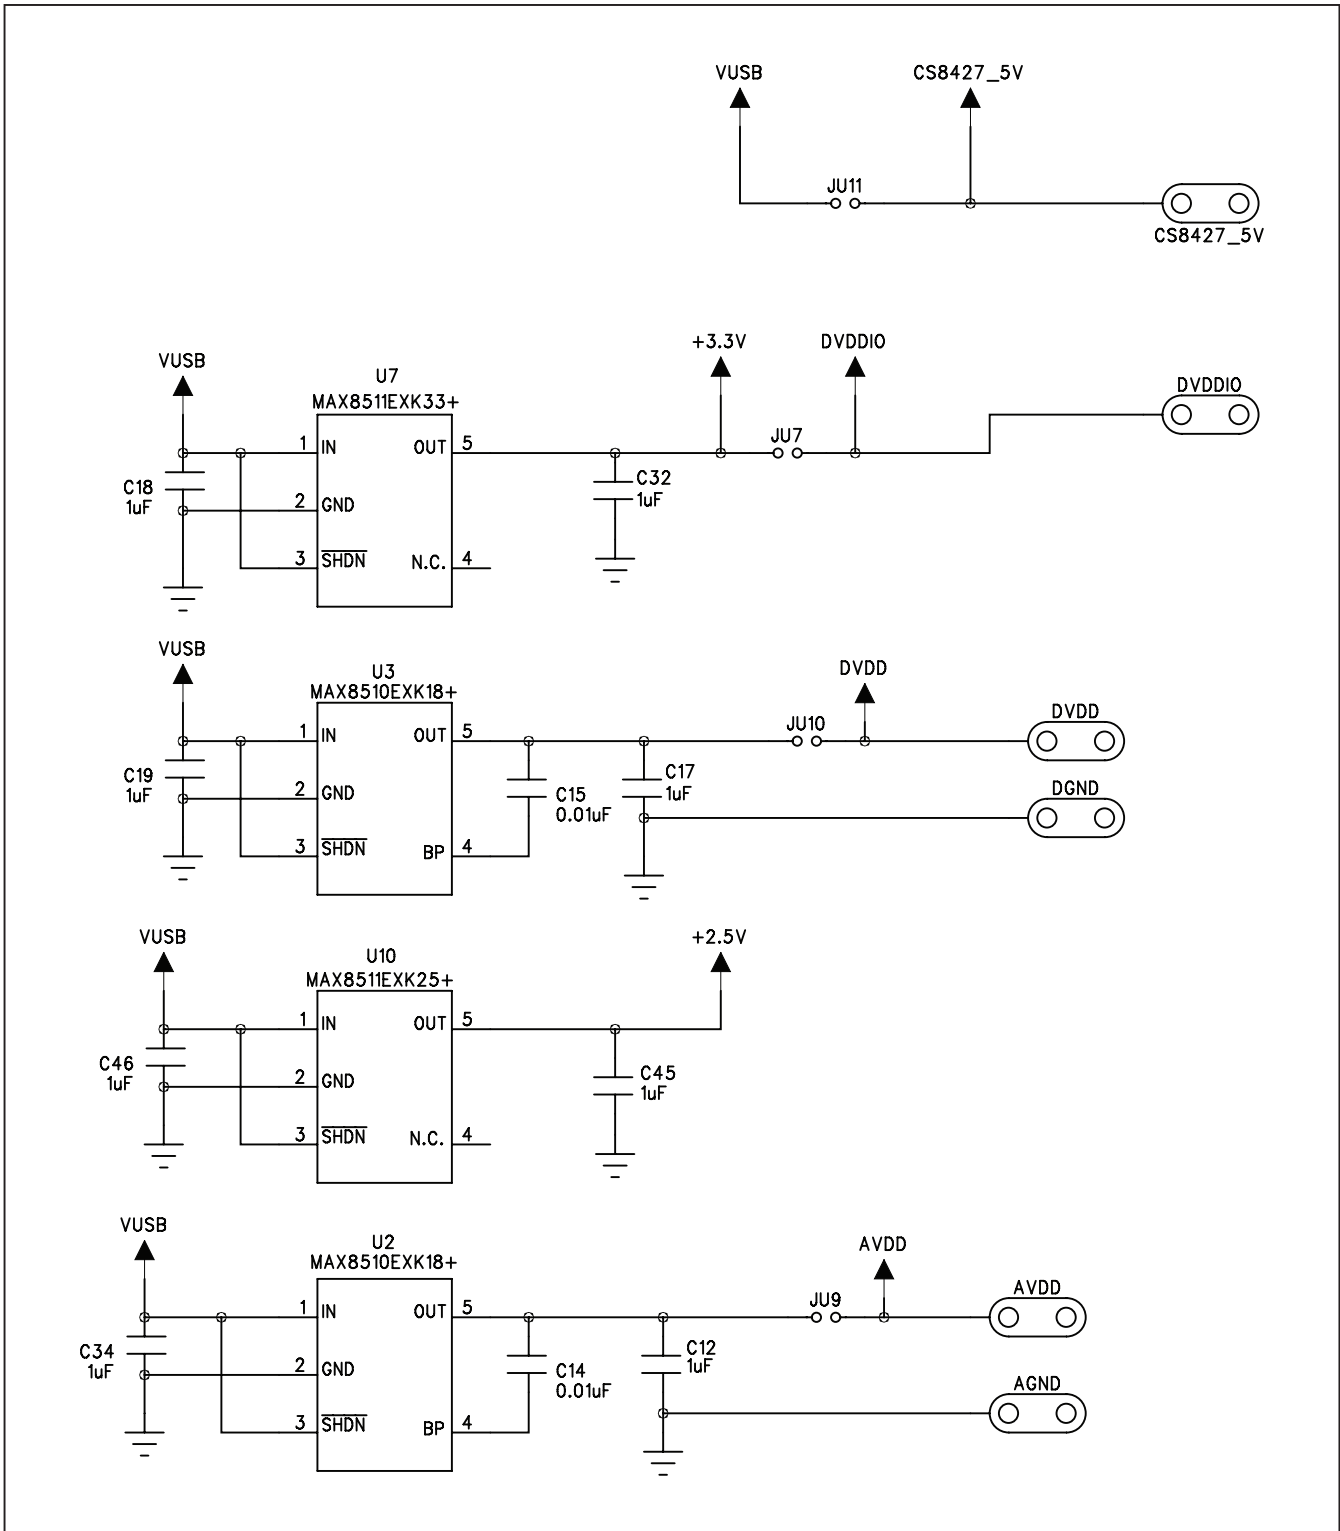 VUSB CS8427_5V
JU11
CS8427_5V
VUSB +3.3V DVDDIO
U7 DVDDIO
MAX8511EXK33+
1 IN OUT 5 JU7
C18 C32
1uF 1uF
2 GND
3 SHDN N.C. 4
VUSB
U3 DVDD
MAX8510EXK18+
DVDD
1 IN OUT 5 JU10
C19 C17
1uF 1uF
2 GND C15 DGND
0.01uF
3 SHDN BP 4
VUSB +2.5V
U10
MAX8511EXK25+
1 IN OUT 5
C46 C45
1uF 1uF
2 GND
3 SHDN N.C. 4
VUSB
U2 AVDD
MAX8510EXK18+
AVDD
1 IN OUT 5 JU9
C34 C12
1uF 1uF
2 GND C14 AGND
0.01uF
3 SHDN BP 4